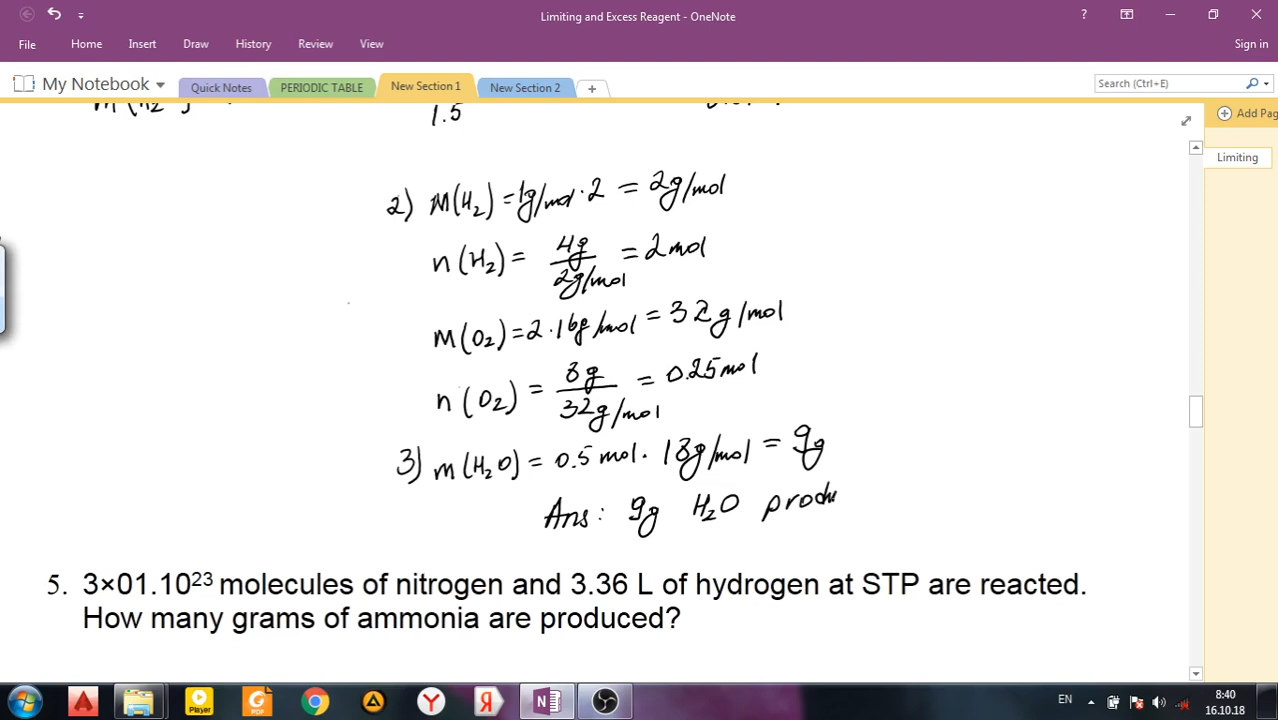 Limiting and Excess Reagent - OneNote
?
File
Home
Insert
Draw
History
Review
View
Sign in
My Notebook
Quick Notes
PERIODIC TABLE
New Section 1
New Section 2
Search (Ctrl+E)
Add Pag
Limiting
1.5
2) M(H2) = 1g/mol · 2 = 2g/mol
n(H2) = 4g / 2g/mol = 2mol
M(O2) = 2 · 16g/mol = 32g/mol
n(O2) = 8g / 32g/mol = 0.25mol
3) m(H2O) = 0.5 mol · 18g/mol = 9g
Ans: 9g H2O produ
5. 3×01.10²³ molecules of nitrogen and 3.36 L of hydrogen at STP are reacted.
How many grams of ammonia are produced?
Player
PDF
Y
Я
N
EN
8:40
16.10.18